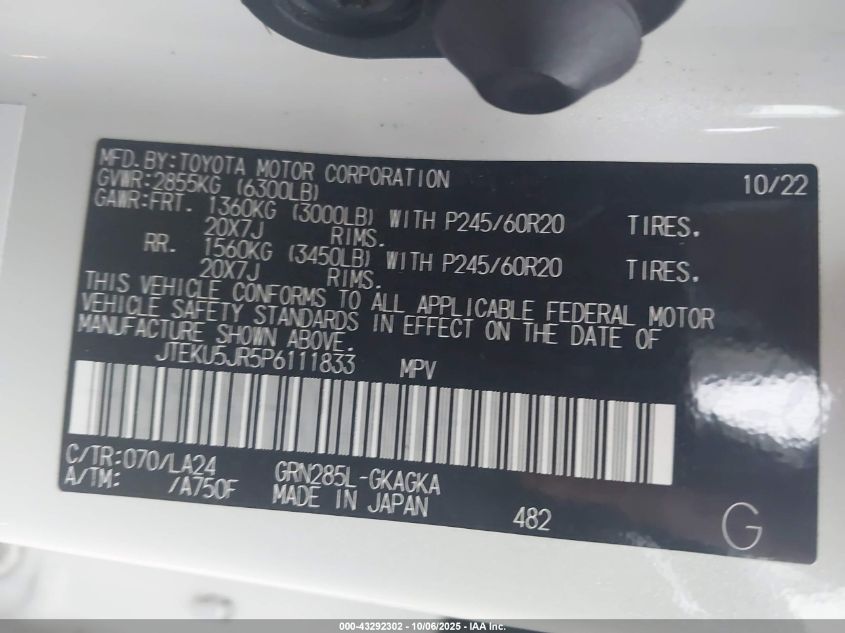 MFD. BY: TOYOTA MOTOR CORPORATION 10/22
GVWR: 2855KG (6300LB)
GAWR: FRT. 1360KG (3000LB) WITH P245/60R20 TIRES.
20X7J RIMS.
RR. 1560KG (3450LB) WITH P245/60R20 TIRES.
20X7J RIMS.
THIS VEHICLE CONFORMS TO ALL APPLICABLE FEDERAL MOTOR
VEHICLE SAFETY STANDARDS IN EFFECT ON THE DATE OF
MANUFACTURE SHOWN ABOVE.
JTEKU5JR5P6111833 MPV
C/TR: 070/LA24 GRN285L-GKAGKA
A/TM: /A750F MADE IN JAPAN 482 G
000-43292302 - 10/06/2025 - IAA Inc.